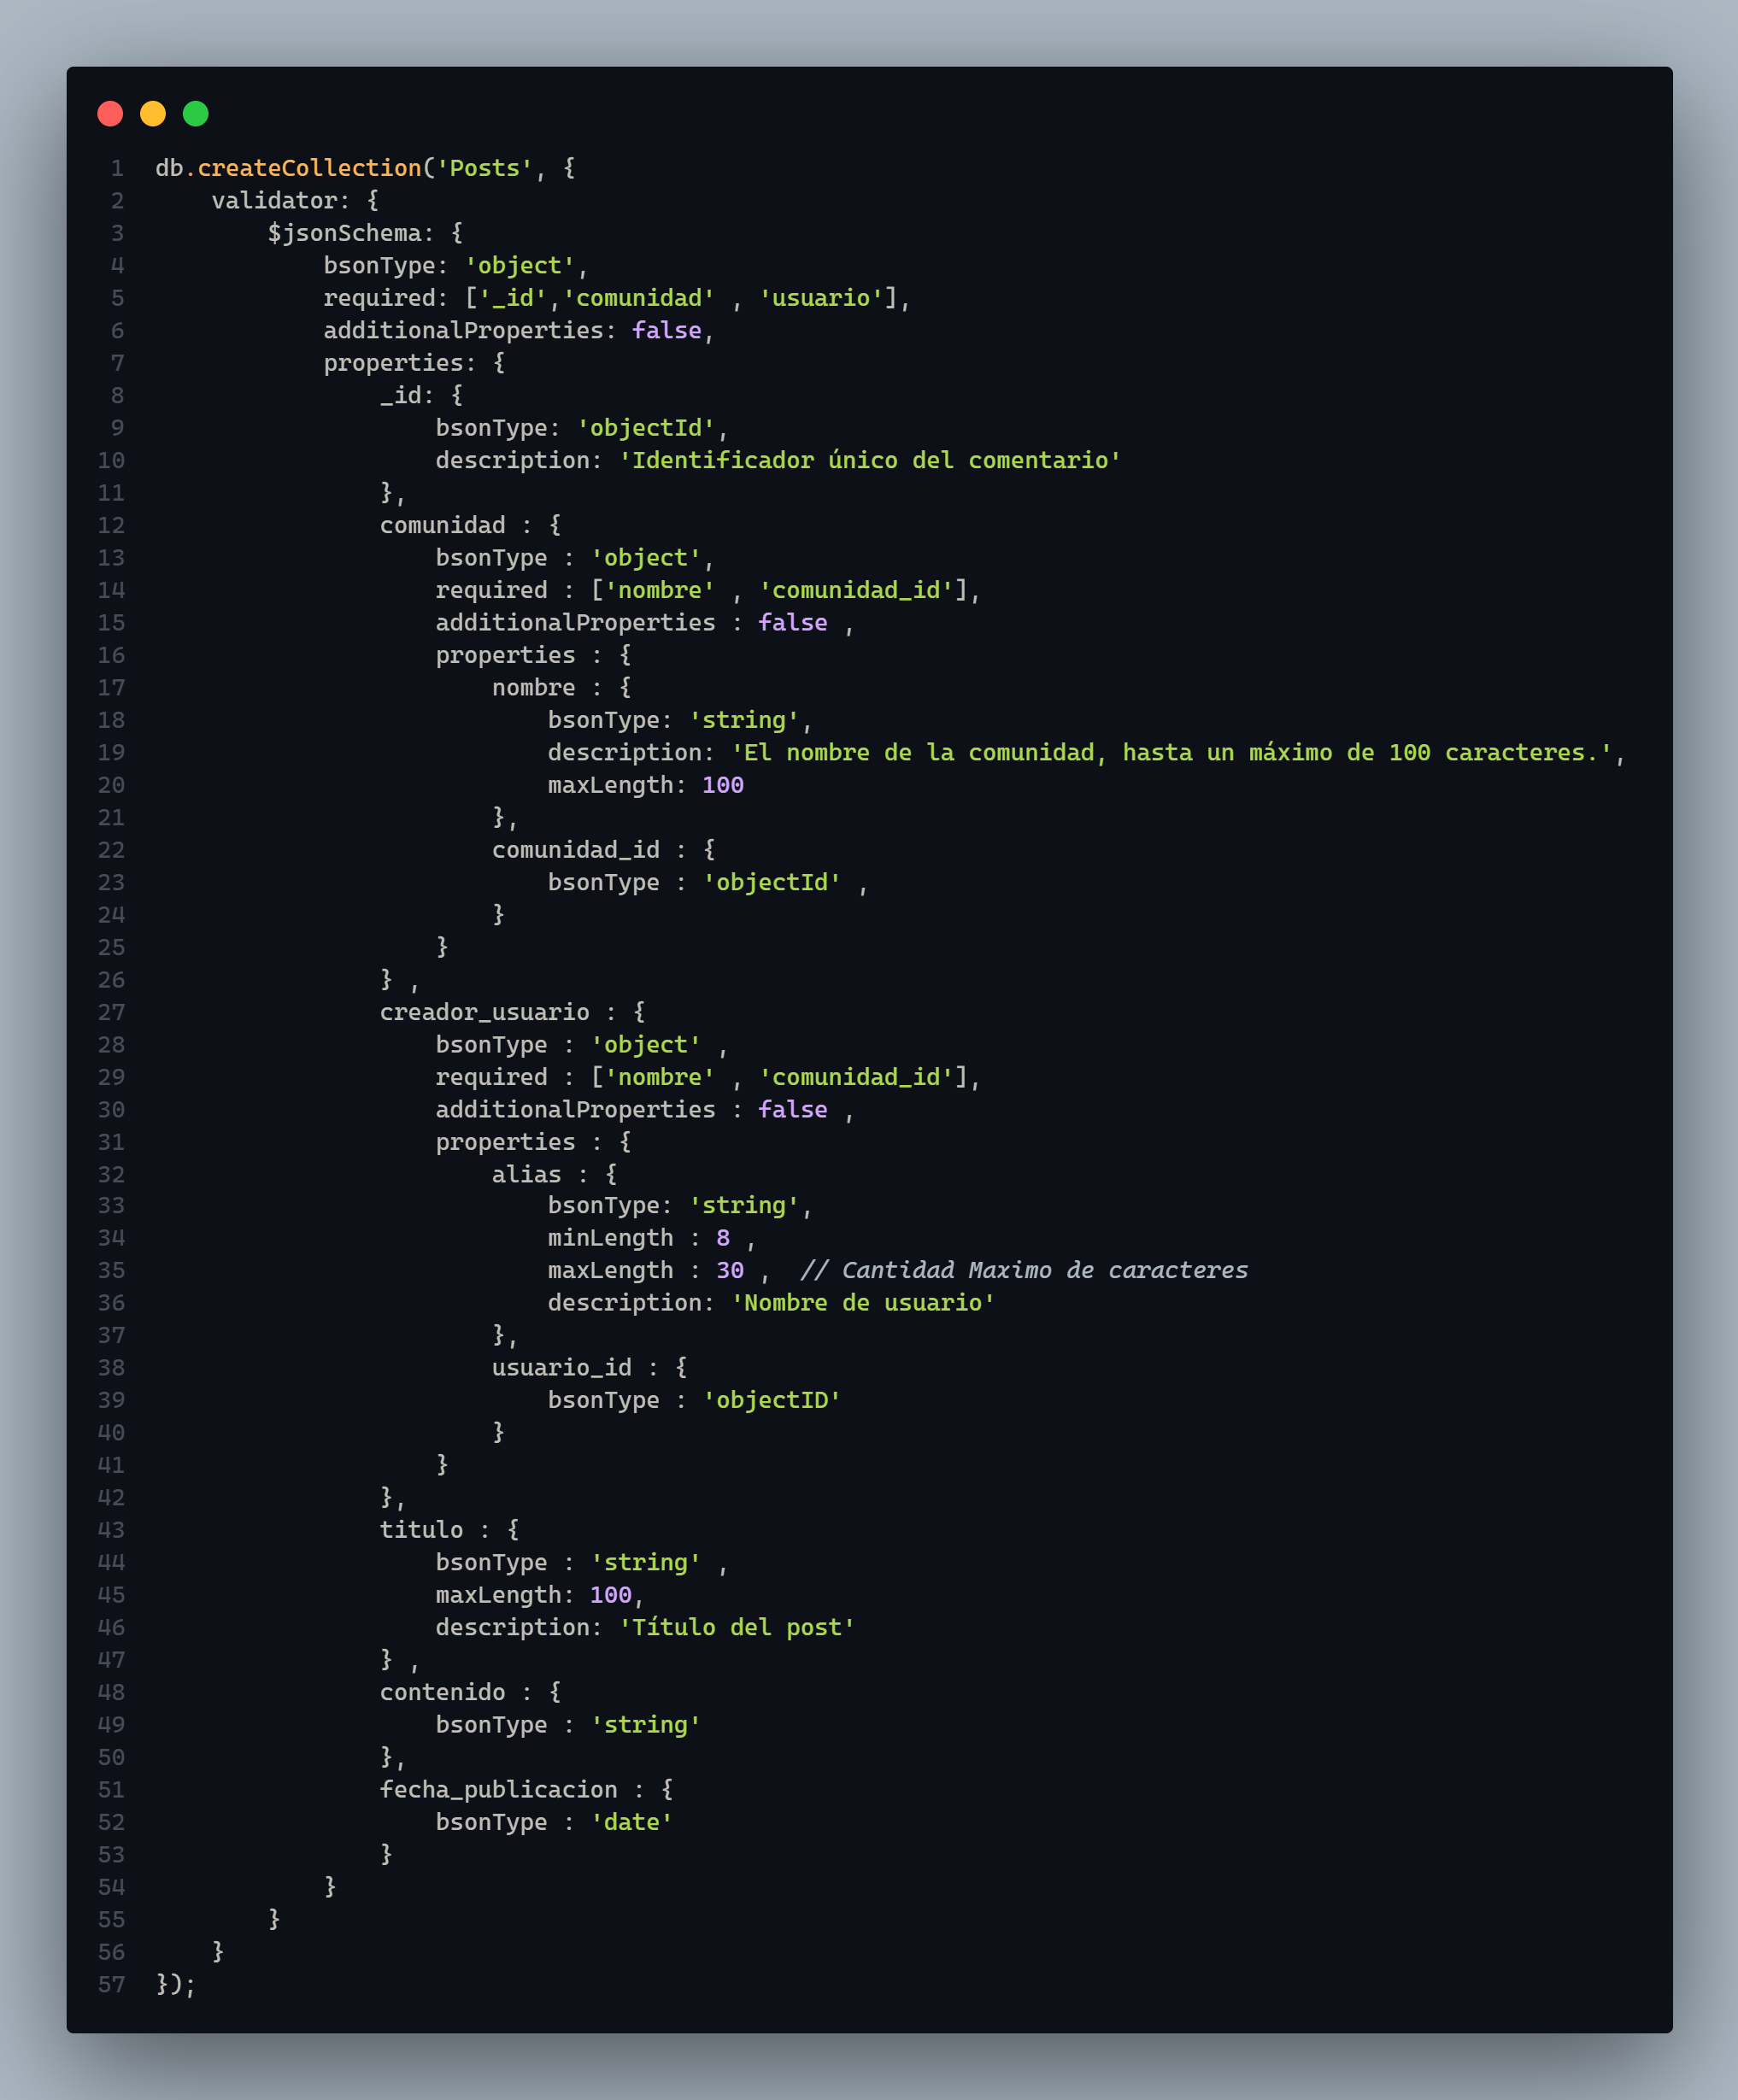 1 db.createCollection('Posts', {
2     validator: {
3         $jsonSchema: {
4             bsonType: 'object',
5             required: ['_id','comunidad' , 'usuario'],
6             additionalProperties: false,
7             properties: {
8                 _id: {
9                     bsonType: 'objectId',
10                     description: 'Identificador único del comentario'
11                 },
12                 comunidad : {
13                     bsonType : 'object',
14                     required : ['nombre' , 'comunidad_id'],
15                     additionalProperties : false ,
16                     properties : {
17                         nombre : {
18                             bsonType: 'string',
19                             description: 'El nombre de la comunidad, hasta un máximo de 100 caracteres.',
20                             maxLength: 100
21                         },
22                         comunidad_id : {
23                             bsonType : 'objectId' ,
24                         }
25                     }
26                 } ,
27                 creador_usuario : {
28                     bsonType : 'object' ,
29                     required : ['nombre' , 'comunidad_id'],
30                     additionalProperties : false ,
31                     properties : {
32                         alias : {
33                             bsonType: 'string',
34                             minLength : 8 ,
35                             maxLength : 30 ,  // Cantidad Maximo de caracteres
36                             description: 'Nombre de usuario'
37                         },
38                         usuario_id : {
39                             bsonType : 'objectID'
40                         }
41                     }
42                 },
43                 titulo : {
44                     bsonType : 'string' ,
45                     maxLength: 100,
46                     description: 'Título del post'
47                 } ,
48                 contenido : {
49                     bsonType : 'string'
50                 },
51                 fecha_publicacion : {
52                     bsonType : 'date'
53                 }
54             }
55         }
56     }
57 });